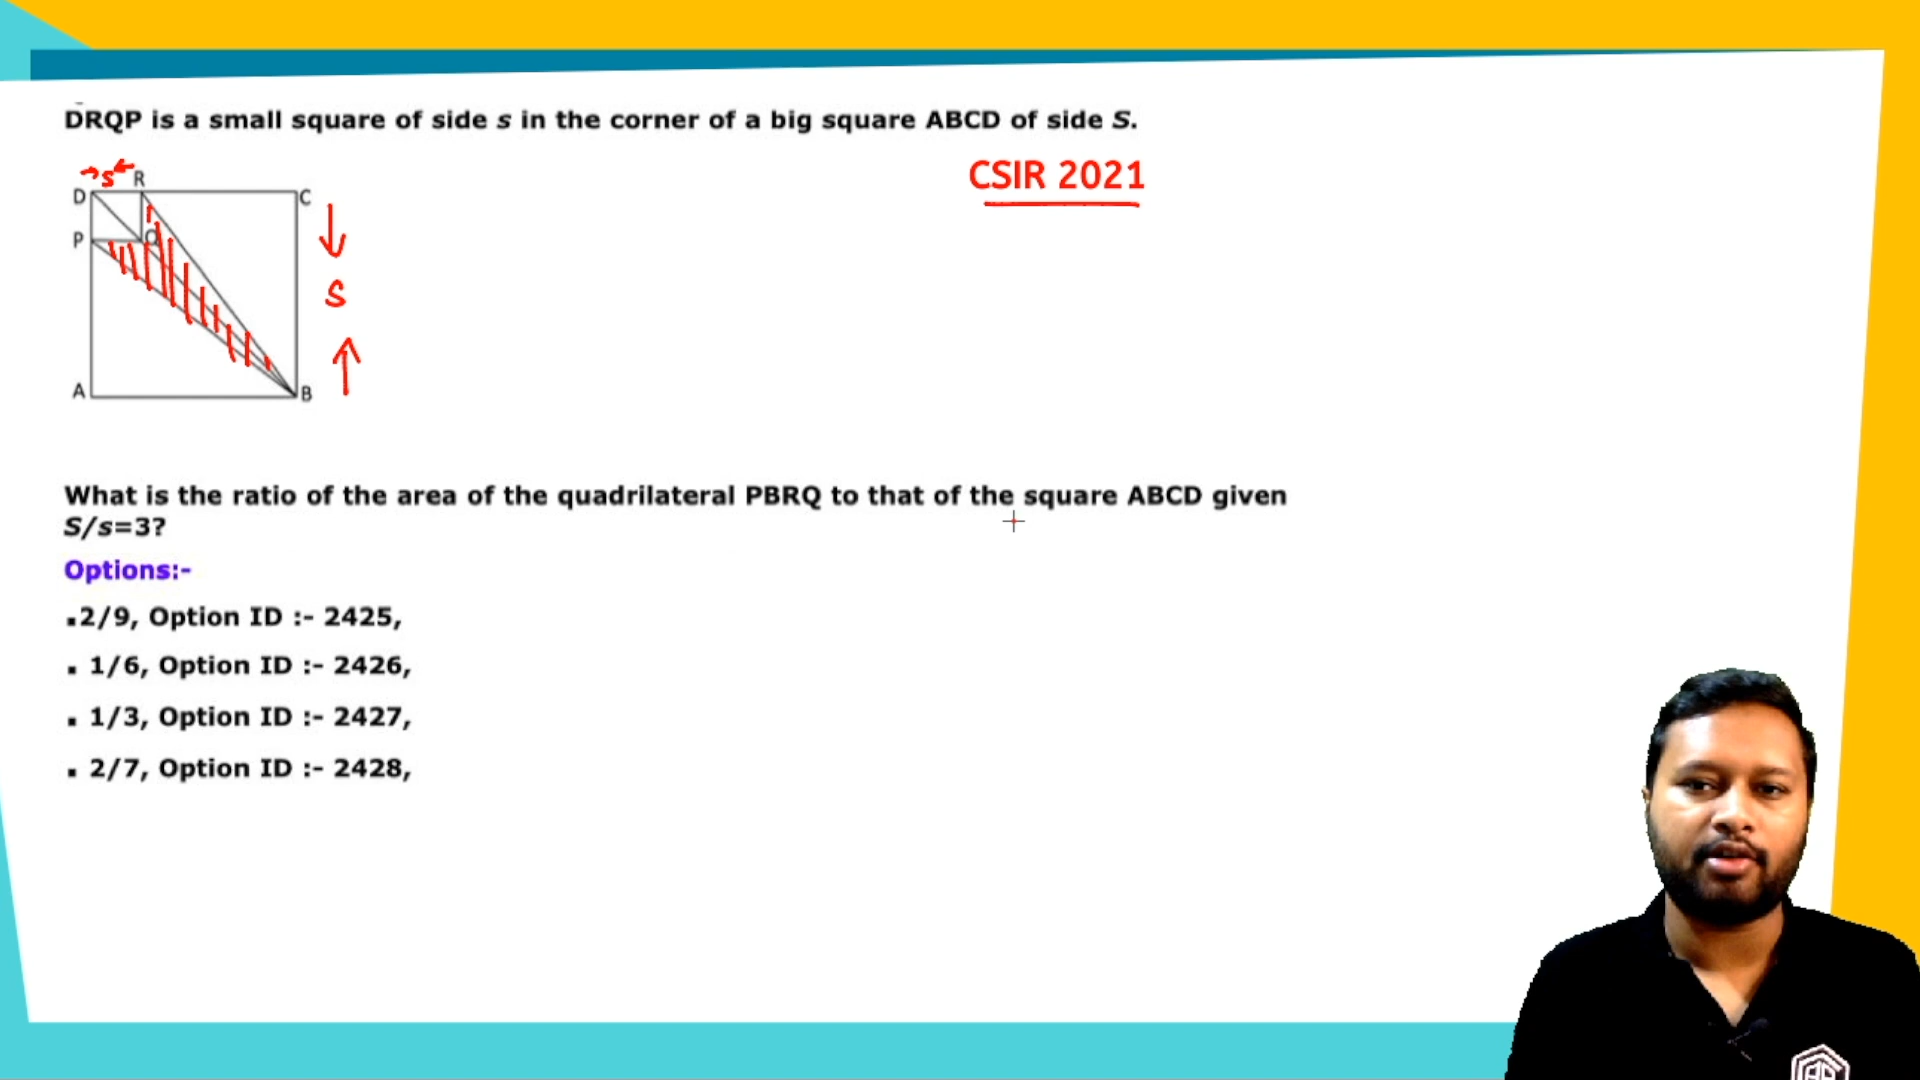 DRQP is a small square of side s in the corner of a big square ABCD of side S.
CSIR 2021
s R
D C
P Q
S
A B
What is the ratio of the area of the quadrilateral PBRQ to that of the square ABCD given
S/s=3?
Options:-
.2/9, Option ID :- 2425,
. 1/6, Option ID :- 2426,
. 1/3, Option ID :- 2427,
. 2/7, Option ID :- 2428,